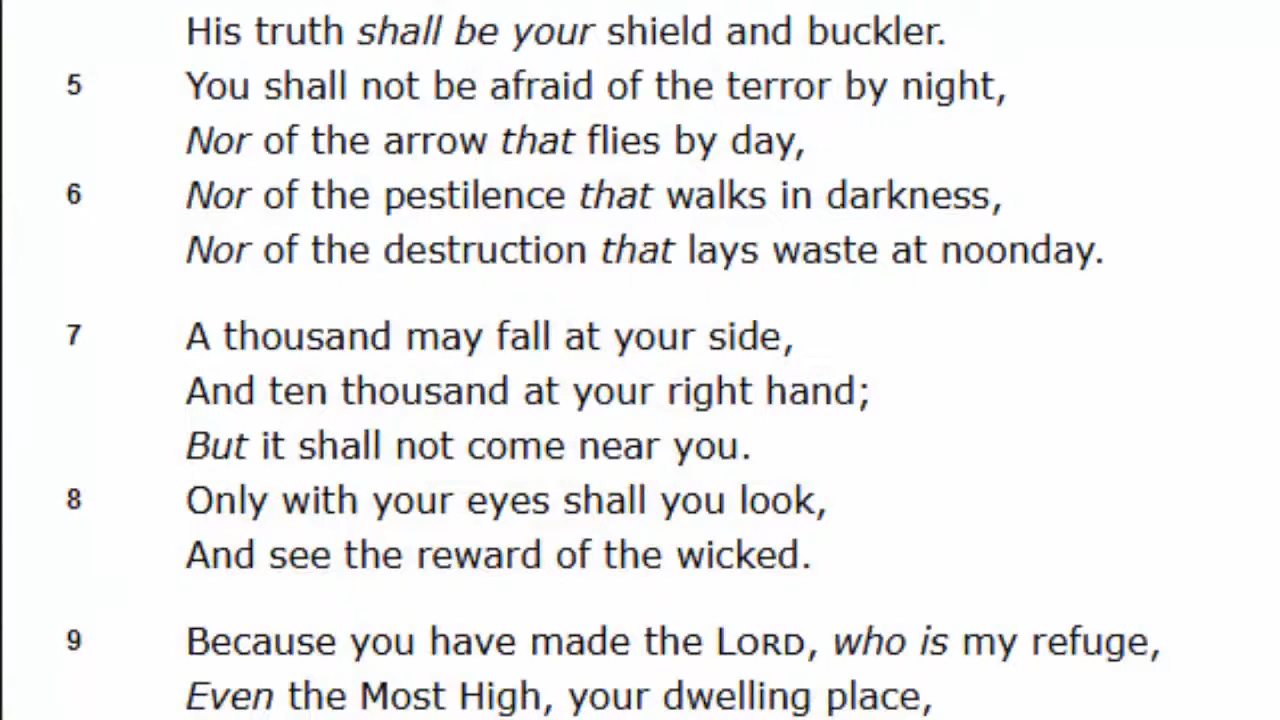 His truth shall be your shield and buckler.
5 You shall not be afraid of the terror by night,
Nor of the arrow that flies by day,
6 Nor of the pestilence that walks in darkness,
Nor of the destruction that lays waste at noonday.
7 A thousand may fall at your side,
And ten thousand at your right hand;
But it shall not come near you.
8 Only with your eyes shall you look,
And see the reward of the wicked.
9 Because you have made the LORD, who is my refuge,
Even the Most High, your dwelling place,